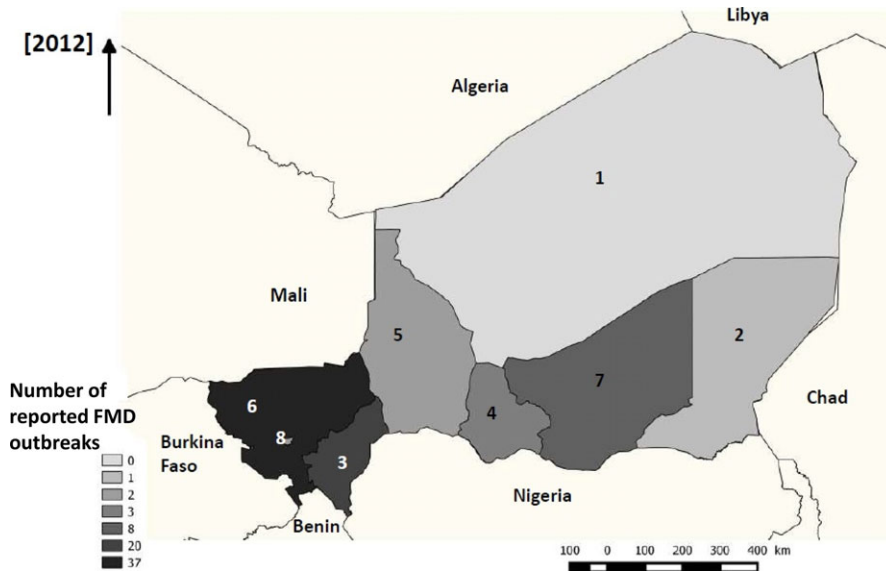 Libya
[2012]
Algeria
1
Mali
5
2
7
Number of
reported FMD
outbreaks
6
4
Chad
8
Burkina
Faso
3
Nigeria
Benin
0
1
2
3
8
20
37
100 0 100 200 300 400 km